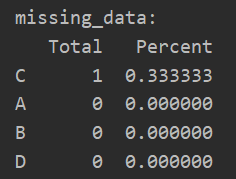 missing_data:
   Total   Percent
C      1  0.333333
A      0  0.000000
B      0  0.000000
D      0  0.000000